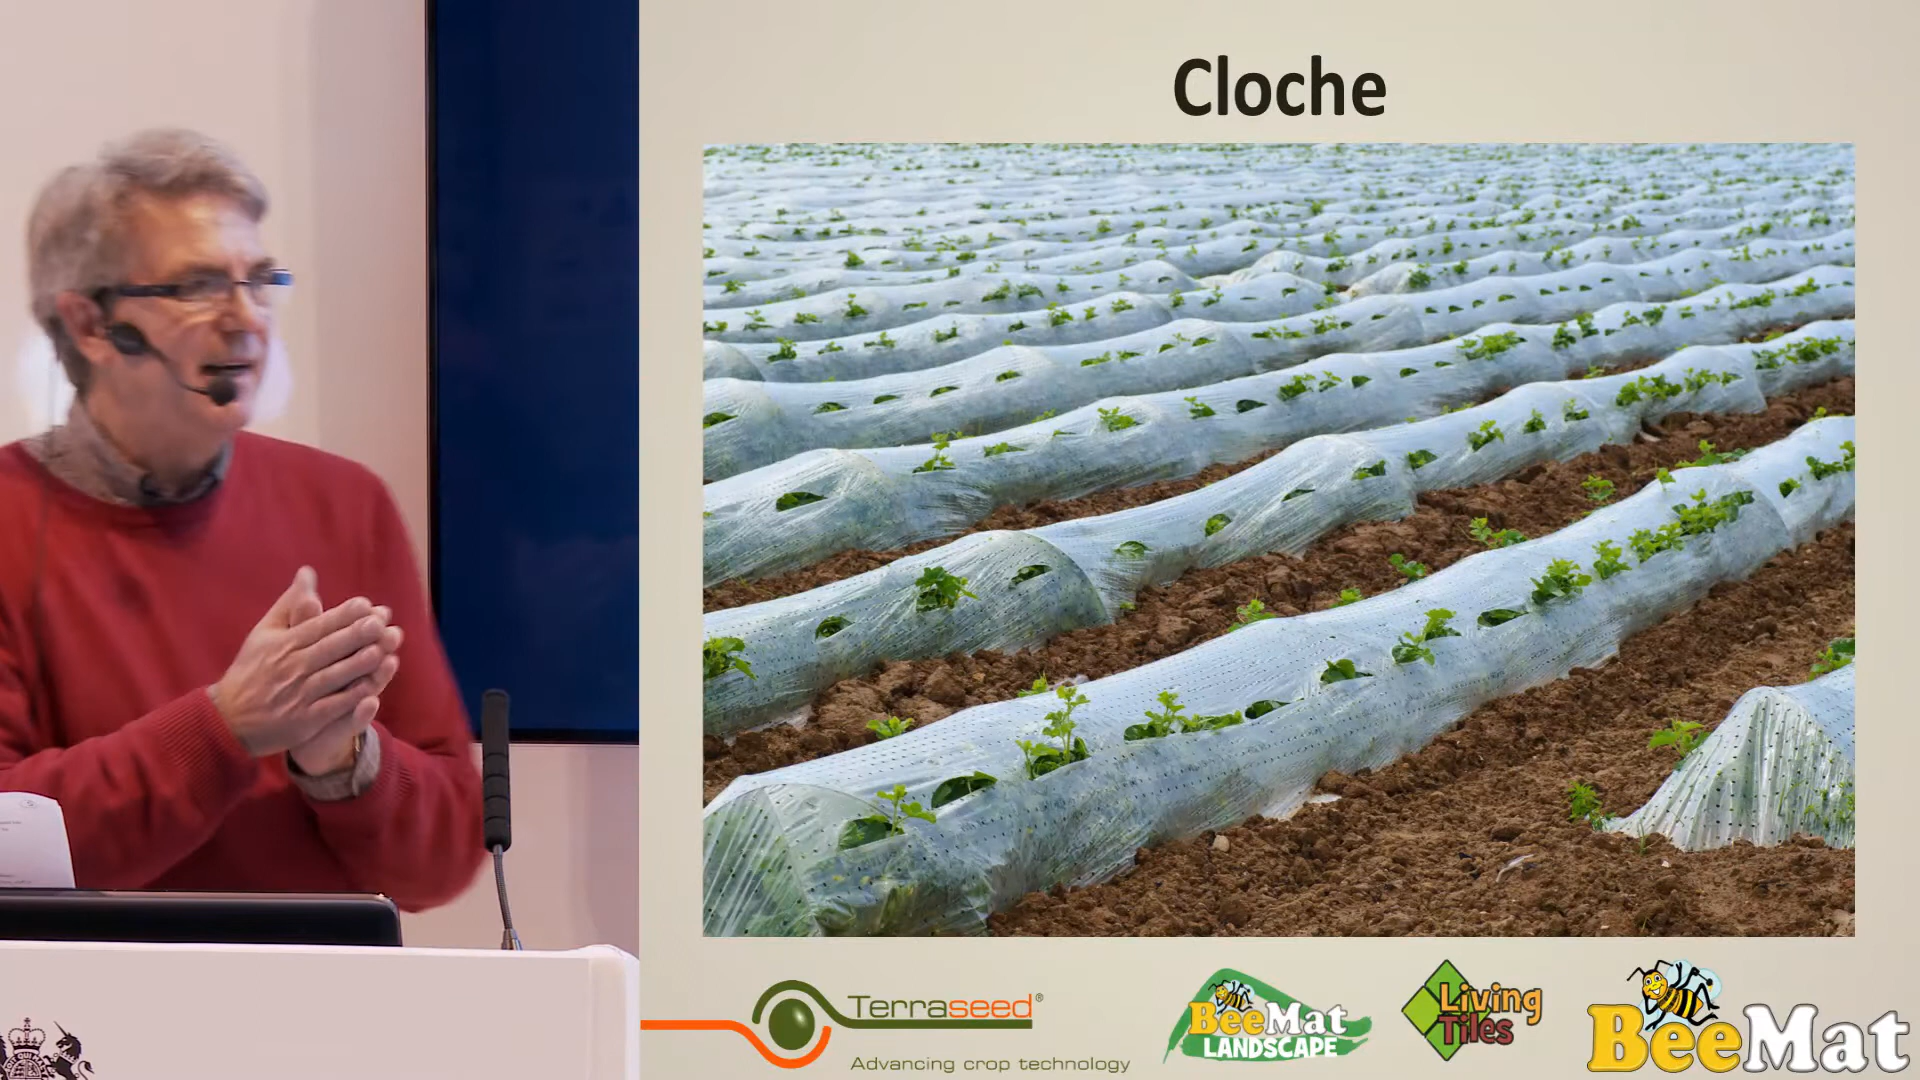 Cloche
Terraseed®
Advancing crop technology
BeeMat
LANDSCAPE
Living
Tiles
BeeMat